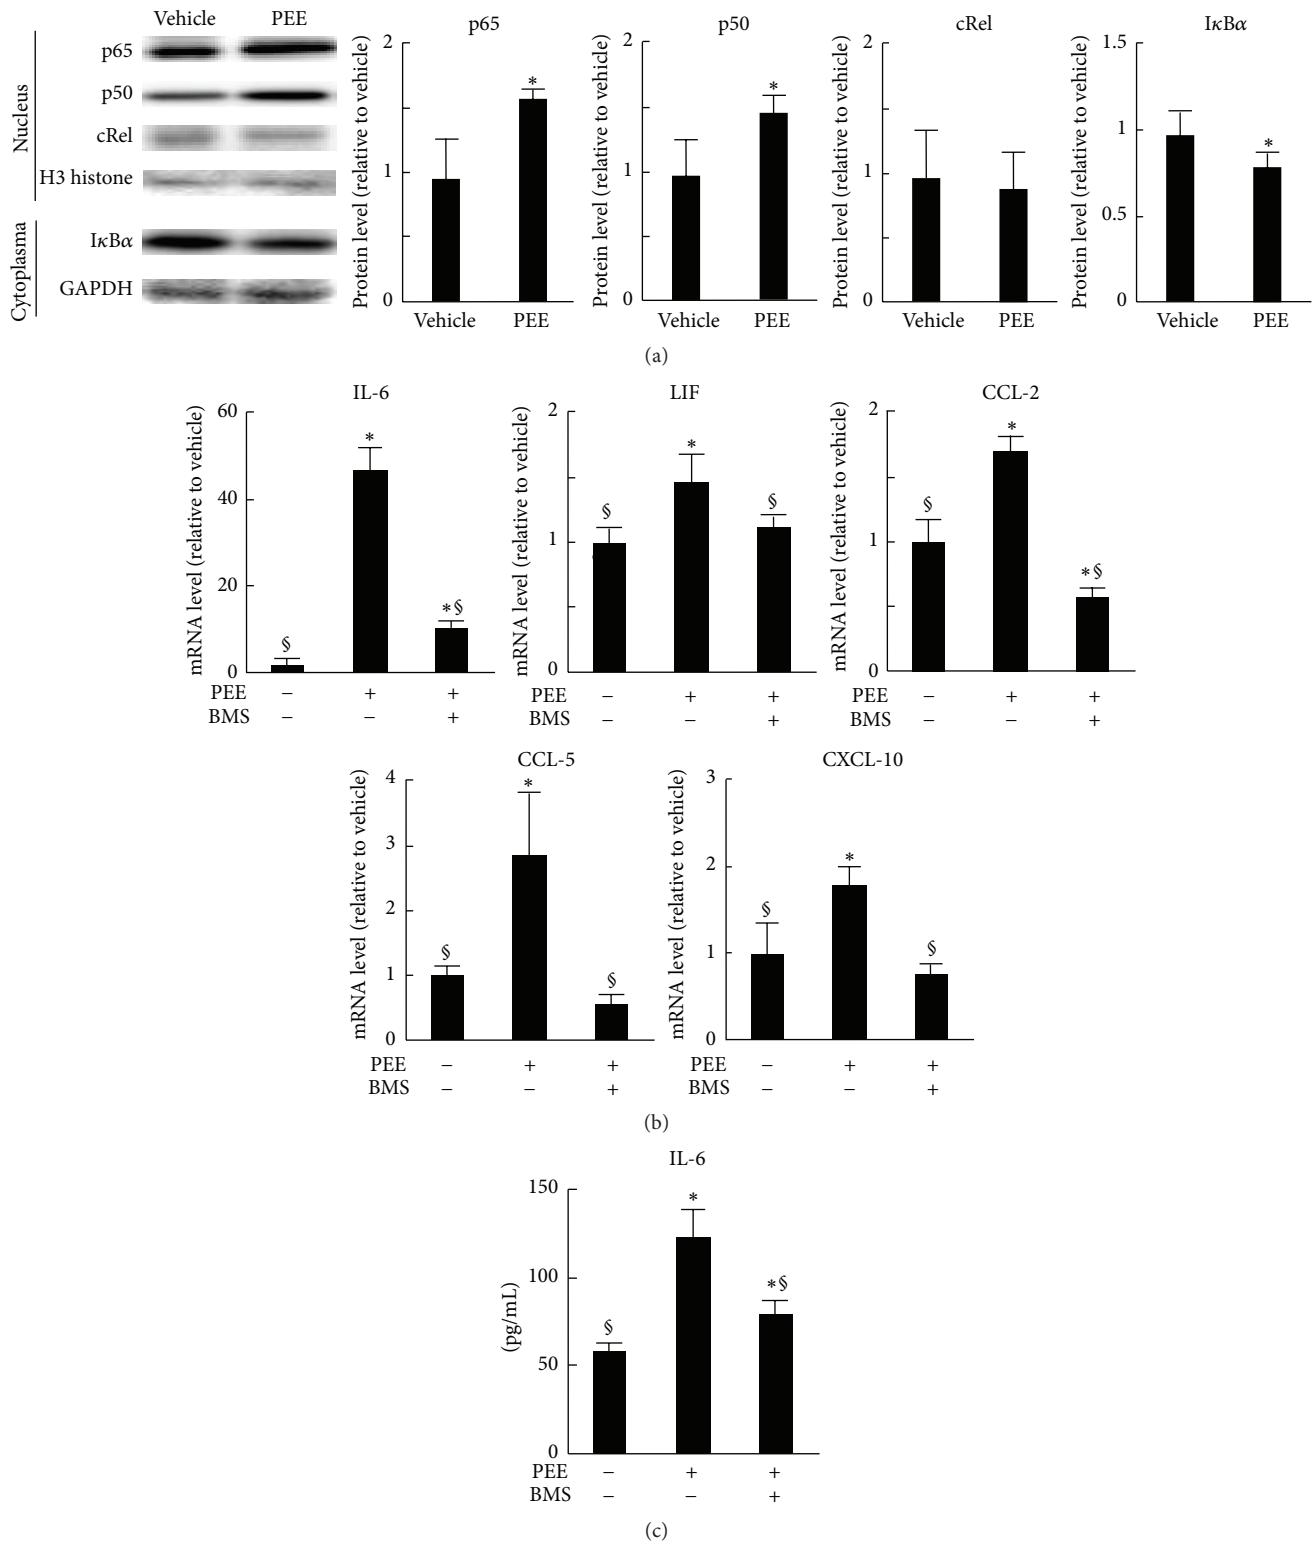 Vehicle PEE
Nucleus
p65
p50
cRel
H3 histone
Cytoplasma
IκBα
GAPDH
p65
Protein level (relative to vehicle)
2
1
0
*
Vehicle PEE
p50
Protein level (relative to vehicle)
2
1
0
*
Vehicle PEE
cRel
Protein level (relative to vehicle)
2
1
0
Vehicle PEE
IκBα
Protein level (relative to vehicle)
1.5
1
0.5
0
*
Vehicle PEE
(a)
IL-6
mRNA level (relative to vehicle)
60
40
20
0
§ * *§
PEE − + +
BMS − − +
LIF
mRNA level (relative to vehicle)
2
1
0
§ * §
PEE − + +
BMS − − +
CCL-2
mRNA level (relative to vehicle)
2
1
0
§ * *§
PEE − + +
BMS − − +
CCL-5
mRNA level (relative to vehicle)
4
3
2
1
0
§ * §
PEE − + +
BMS − − +
CXCL-10
mRNA level (relative to vehicle)
3
2
1
0
§ * §
PEE − + +
BMS − − +
(b)
IL-6
(pg/mL)
150
100
50
0
§ * *§
PEE − + +
BMS − − +
(c)